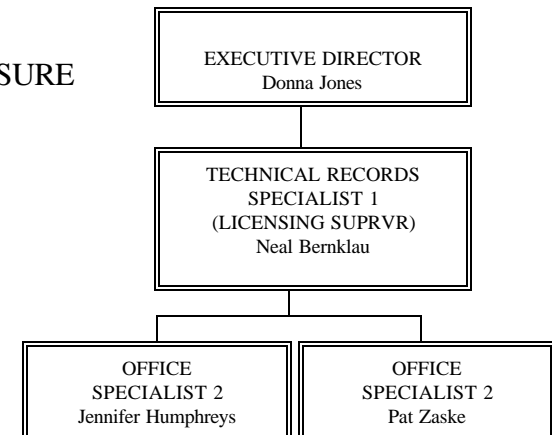 EXECUTIVE DIRECTOR
Donna Jones
SURE
TECHNICAL RECORDS
SPECIALIST 1
(LICENSING SUPRVR)
Neal Bernklau
OFFICE
SPECIALIST 2
Jennifer Humphreys
OFFICE
SPECIALIST 2
Pat Zaske